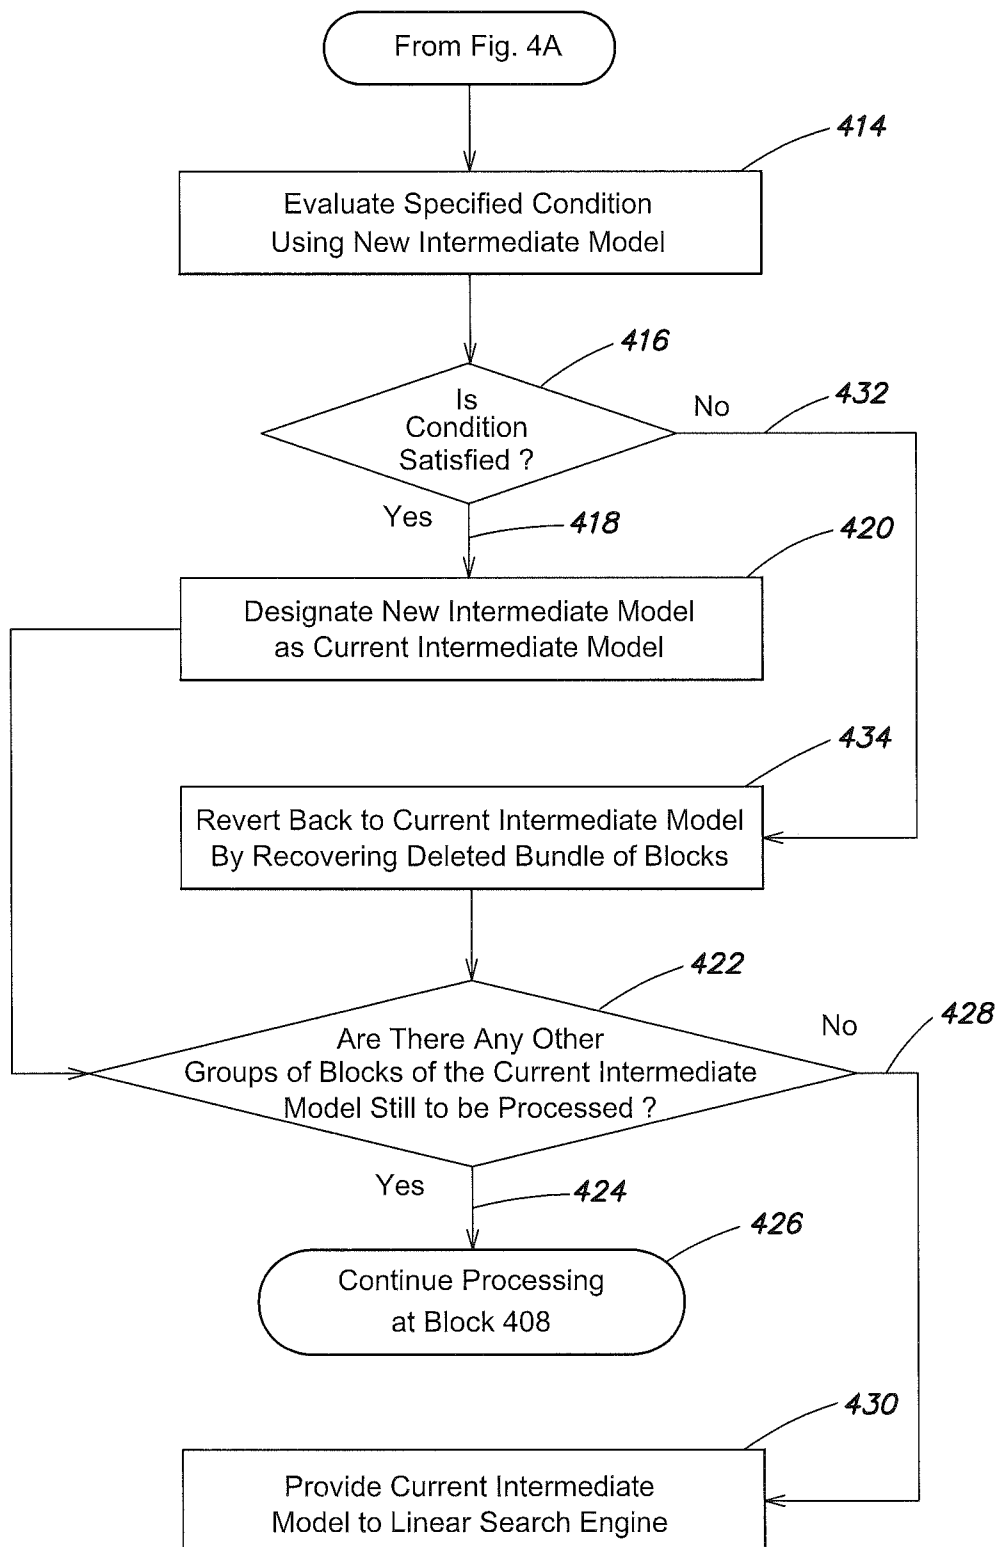 From Fig. 4A
414
Evaluate Specified Condition
Using New Intermediate Model
416
Is
Condition
Satisfied ?
No
432
Yes
418
420
Designate New Intermediate Model
as Current Intermediate Model
434
Revert Back to Current Intermediate Model
By Recovering Deleted Bundle of Blocks
422
Are There Any Other
Groups of Blocks of the Current Intermediate
Model Still to be Processed ?
No
428
Yes
424
426
Continue Processing
at Block 408
430
Provide Current Intermediate
Model to Linear Search Engine